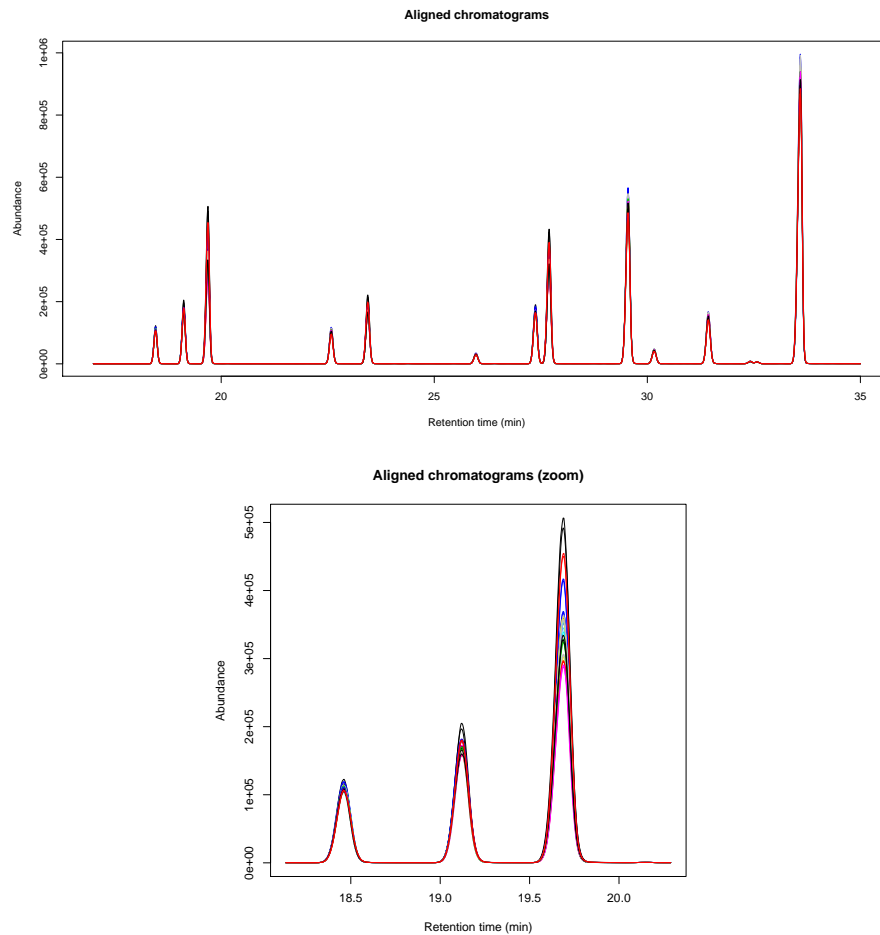 Aligned chromatograms
1e+06
8e+05
6e+05
4e+05
2e+05
0e+00
Abundance
20 25 30 35
Retention time (min)
Aligned chromatograms (zoom)
5e+05
4e+05
3e+05
2e+05
1e+05
0e+00
Abundance
18.5 19.0 19.5 20.0
Retention time (min)